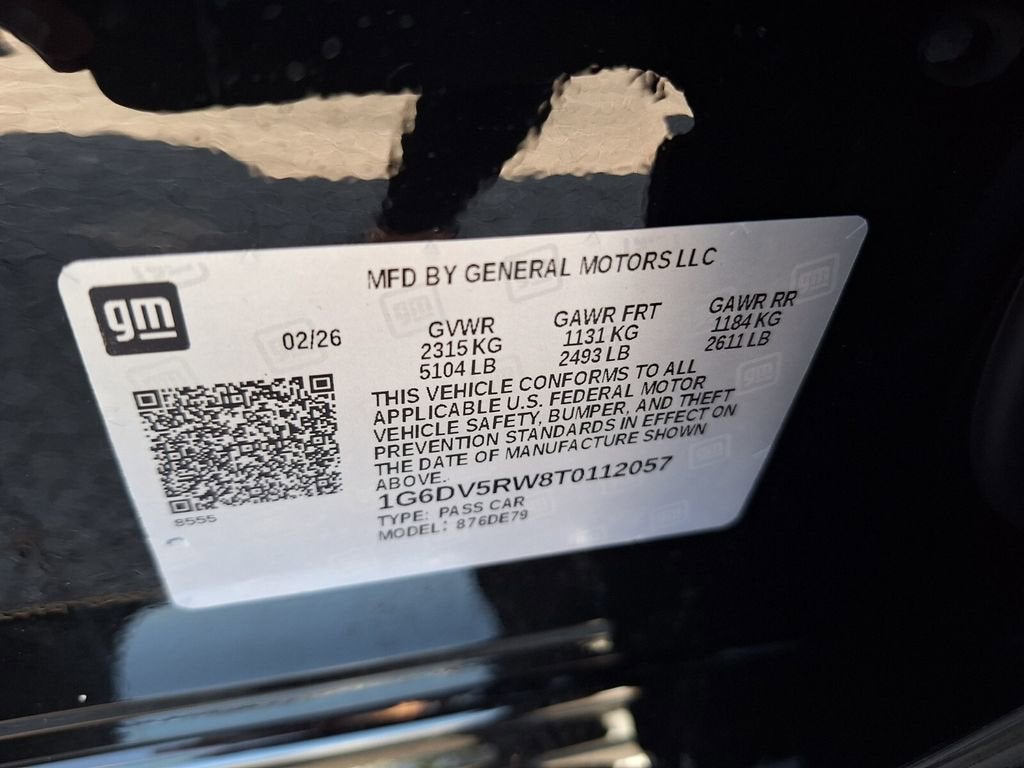 MFD BY GENERAL MOTORS LLC
gm
02/26
GVWR
2315 KG
5104 LB
GAWR FRT
1131 KG
2493 LB
GAWR RR
1184 KG
2611 LB
THIS VEHICLE CONFORMS TO ALL
APPLICABLE U.S. FEDERAL MOTOR
VEHICLE SAFETY, BUMPER, AND THEFT
PREVENTION STANDARDS IN EFFECT ON
THE DATE OF MANUFACTURE SHOWN
ABOVE.
1G6DV5RW8T0112057
TYPE: PASS CAR
MODEL: 876DE79
8555